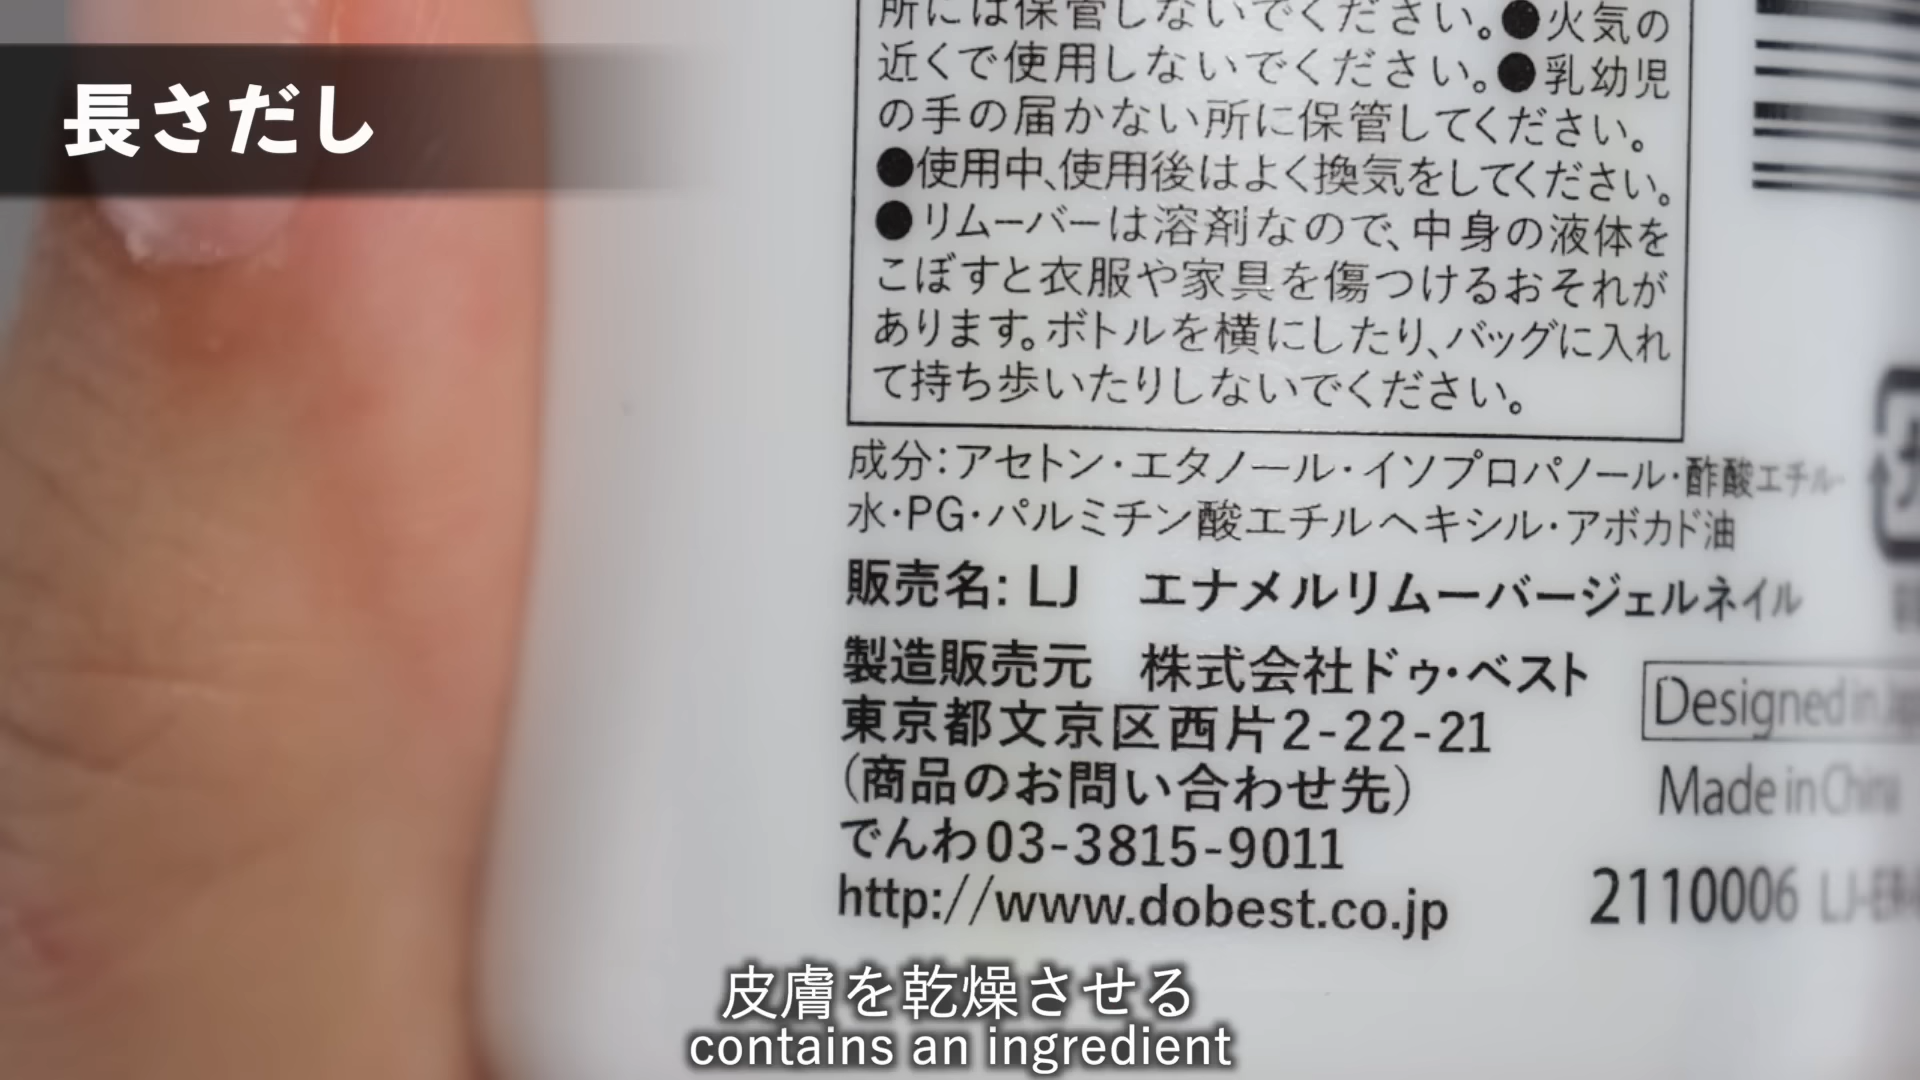 長さだし
所には保管しないでください。●火気の
近くで使用しないでください。●乳幼児
の手の届かない所に保管してください。
●使用中、使用後はよく換気をしてください。
●リムーバーは溶剤なので、中身の液体を
こぼすと衣服や家具を傷つけるおそれが
あります。ボトルを横にしたり、バッグに入れ
て持ち歩いたりしないでください。
成分：アセトン・エタノール・イソプロパノール・酢酸エチル・
水・PG・パルミチン酸エチルヘキシル・アボカド油
販売名: LJ　エナメルリムーバージェルネイル
製造販売元　株式会社ドゥ・ベスト
東京都文京区西片2-22-21
(商品のお問い合わせ先)
でんわ03-3815-9011
http://www.dobest.co.jp
Designed in
Made in China
2110006
皮膚を乾燥させる
contains an ingredient